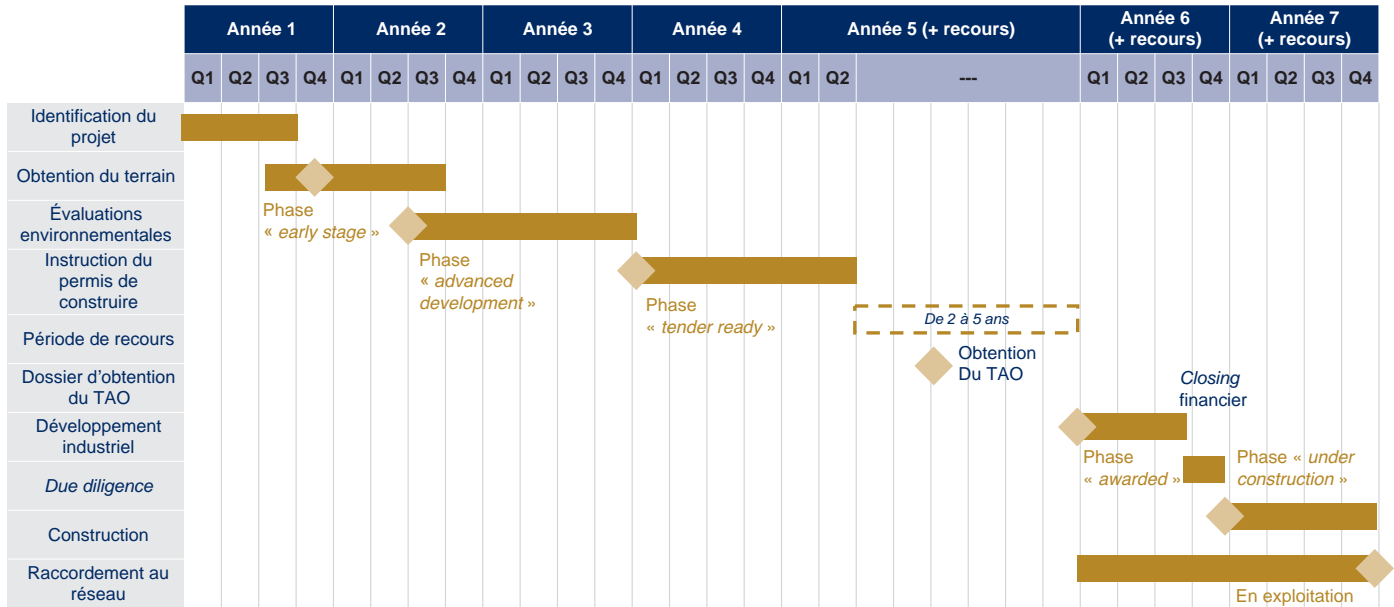 Année 1
Année 2
Année 3
Année 4
Année 5 (+ recours)
Année 6
(+ recours)
Année 7
(+ recours)
Q1 Q2 Q3 Q4 Q1 Q2 Q3 Q4 Q1 Q2 Q3 Q4 Q1 Q2 Q3 Q4 Q1 Q2 --- Q1 Q2 Q3 Q4 Q1 Q2 Q3 Q4
Identification du
projet
Obtention du terrain
Phase
« early stage »
Évaluations
environnementales
Phase
« advanced
development »
Instruction du
permis de
construire
Phase
« tender ready »
Période de recours
De 2 à 5 ans
Dossier d'obtention
du TAO
Obtention
Du TAO
Développement
industriel
Closing
financier
Phase
« awarded »
Due diligence
Phase « under
construction »
Construction
Raccordement au
réseau
En exploitation